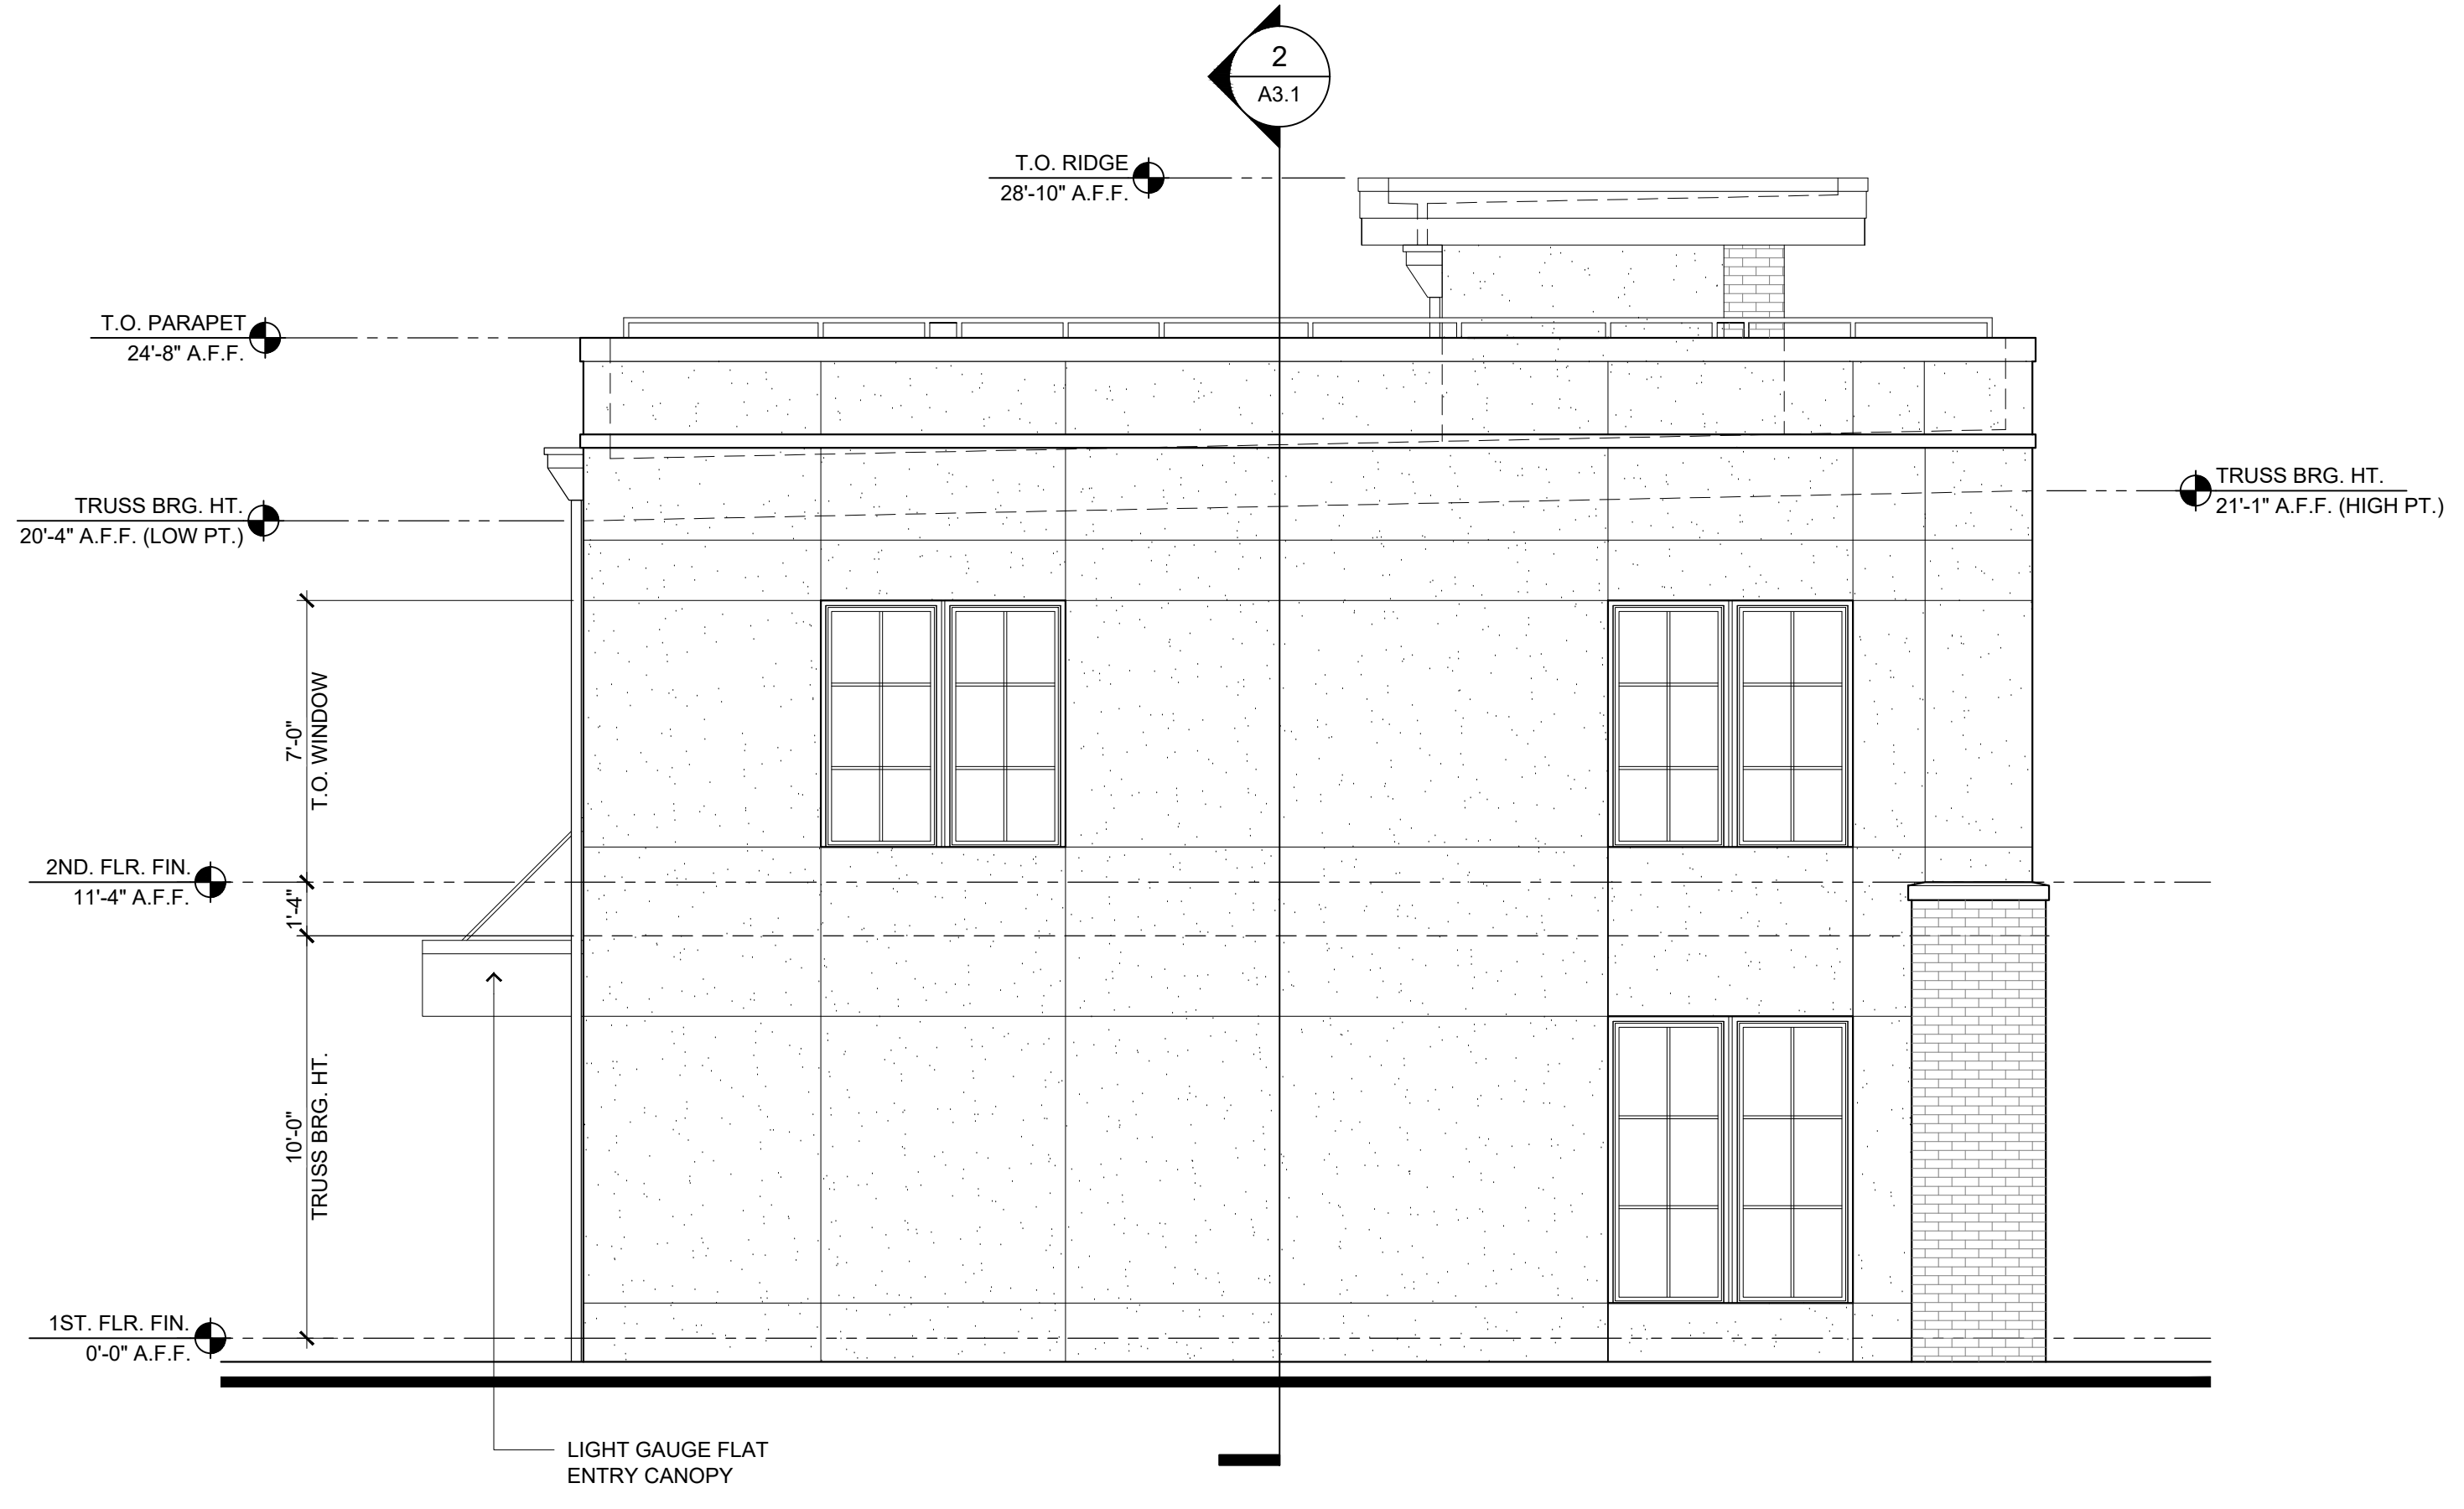 2
A3.1
T.O. RIDGE
28'-10" A.F.F.
T.O. PARAPET
24'-8" A.F.F.
TRUSS BRG. HT.
20'-4" A.F.F. (LOW PT.)
TRUSS BRG. HT.
21'-1" A.F.F. (HIGH PT.)
7'-0"
T.O. WINDOW
2ND. FLR. FIN.
11'-4" A.F.F.
1'-4"
10'-0"
TRUSS BRG. HT.
1ST. FLR. FIN.
0'-0" A.F.F.
LIGHT GAUGE FLAT
ENTRY CANOPY